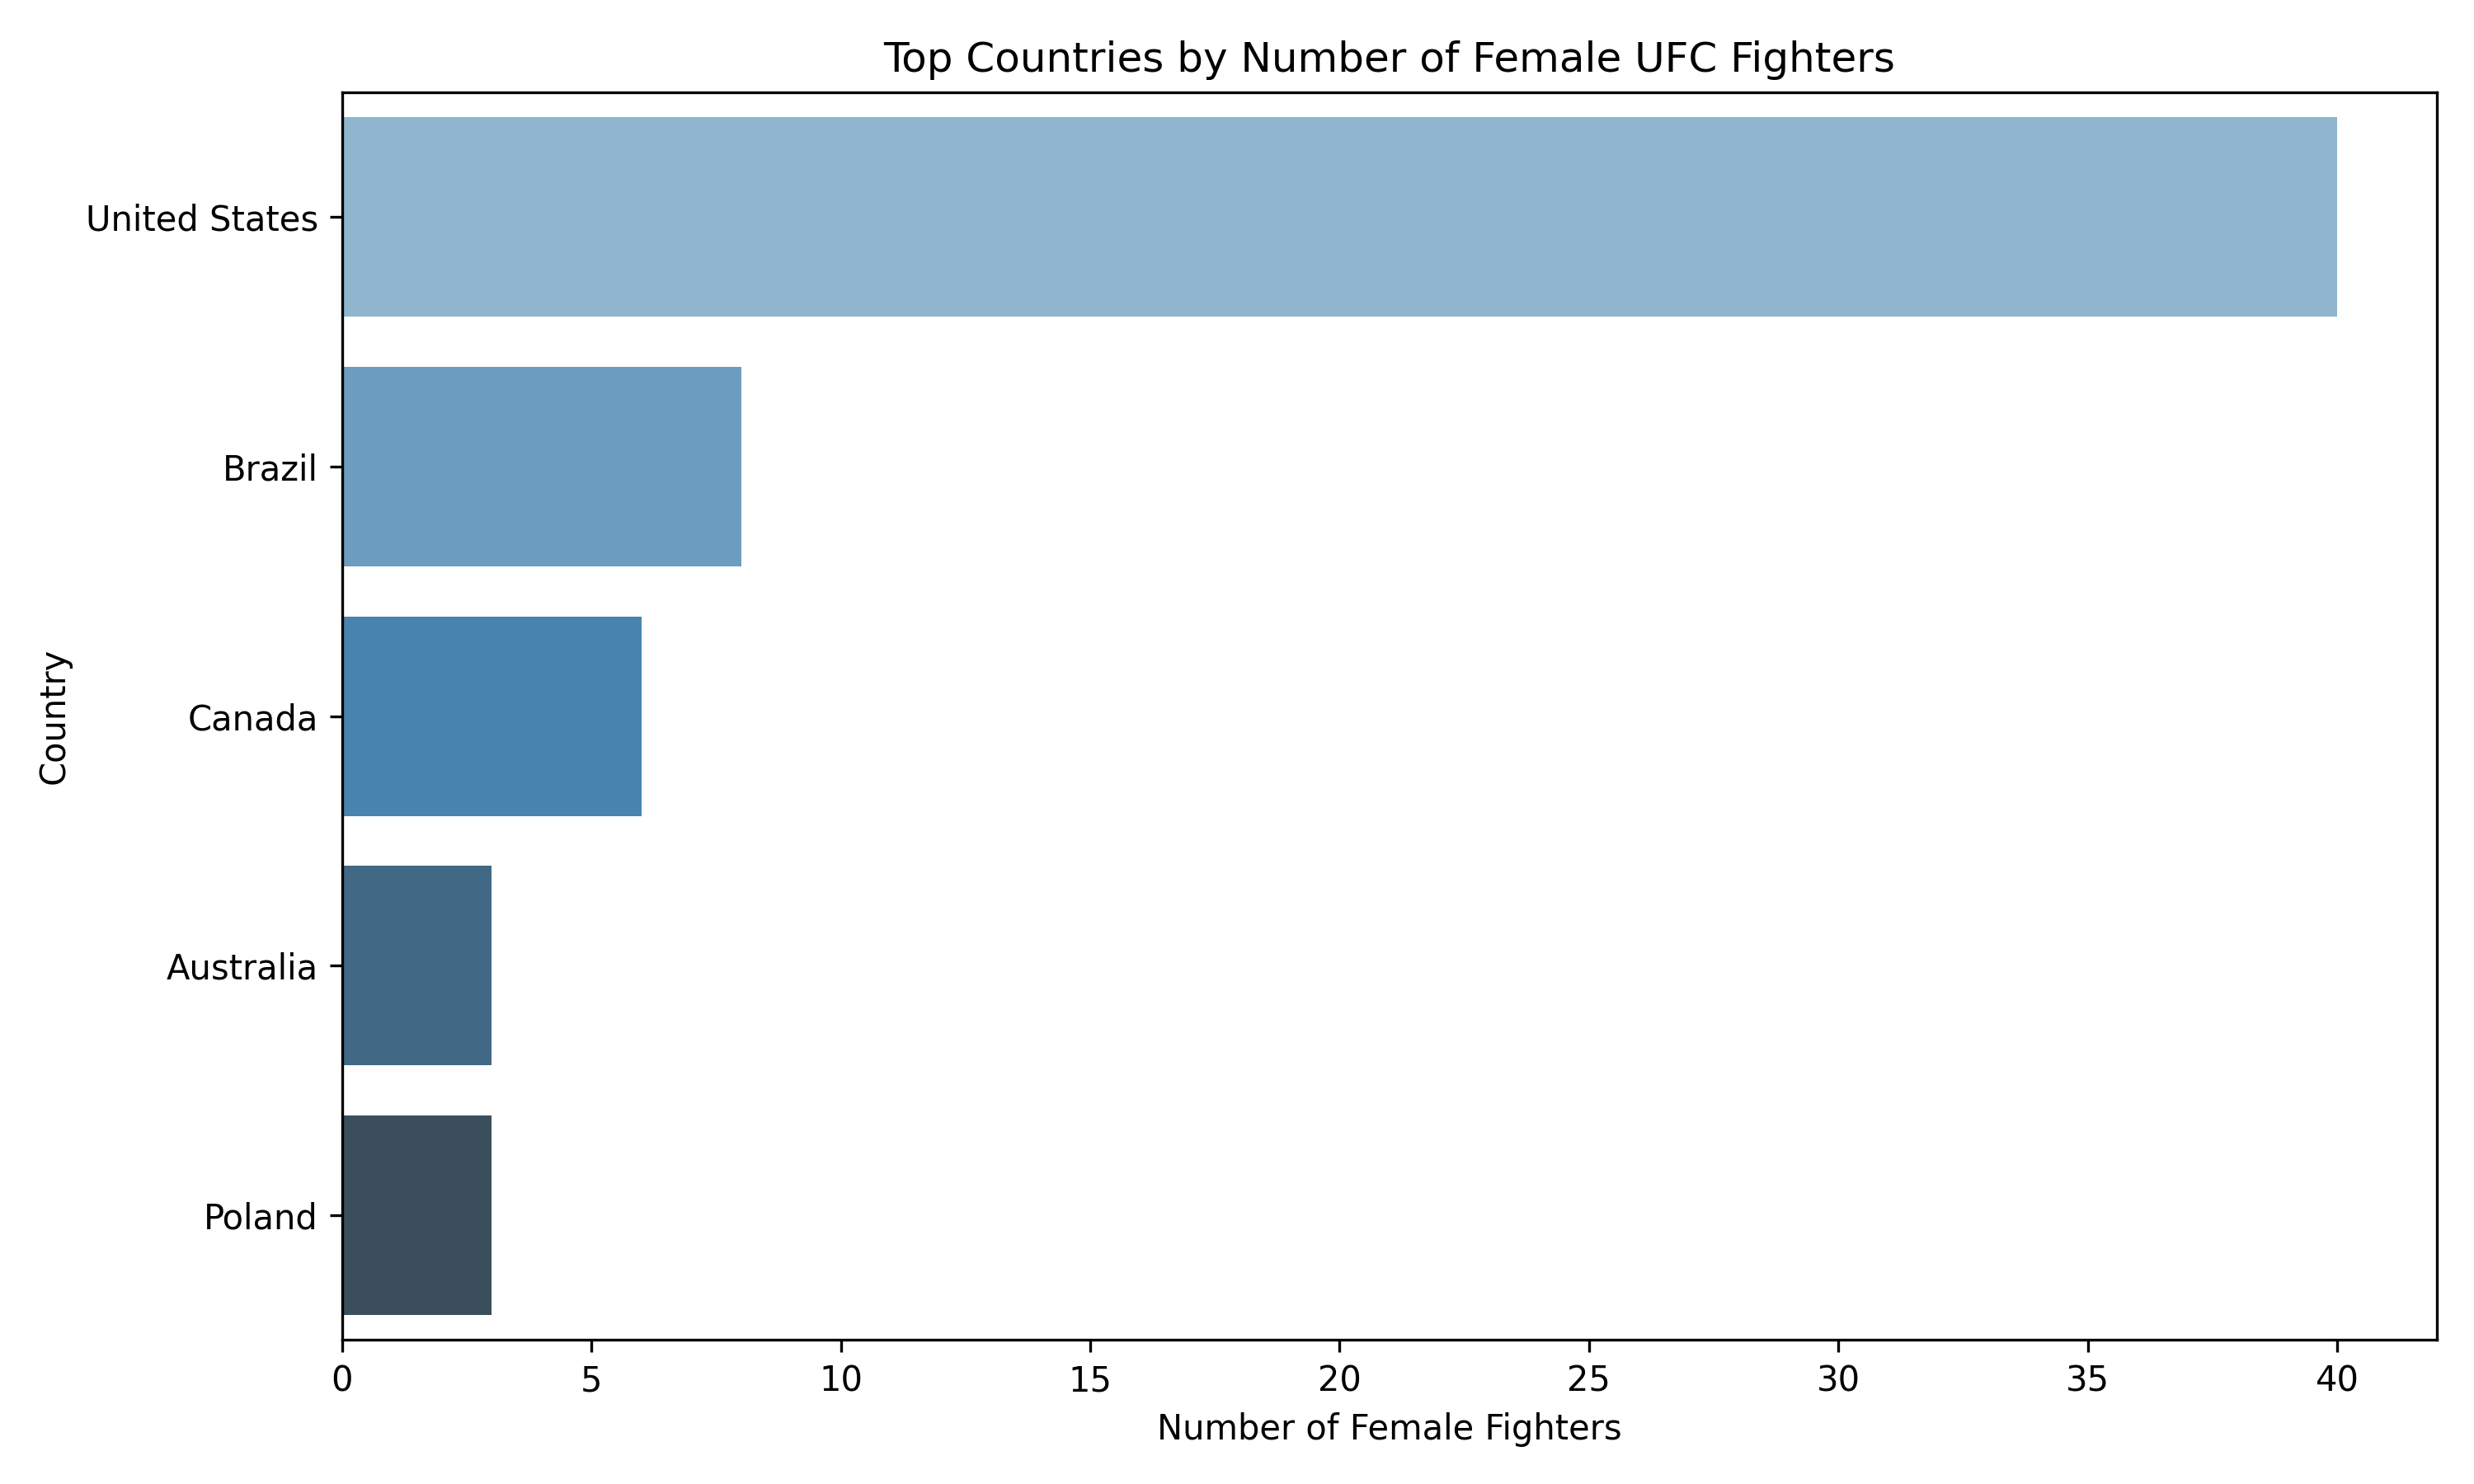 Top Countries by Number of Female UFC Fighters
Country
United States
Brazil
Canada
Australia
Poland
0 5 10 15 20 25 30 35 40
Number of Female Fighters